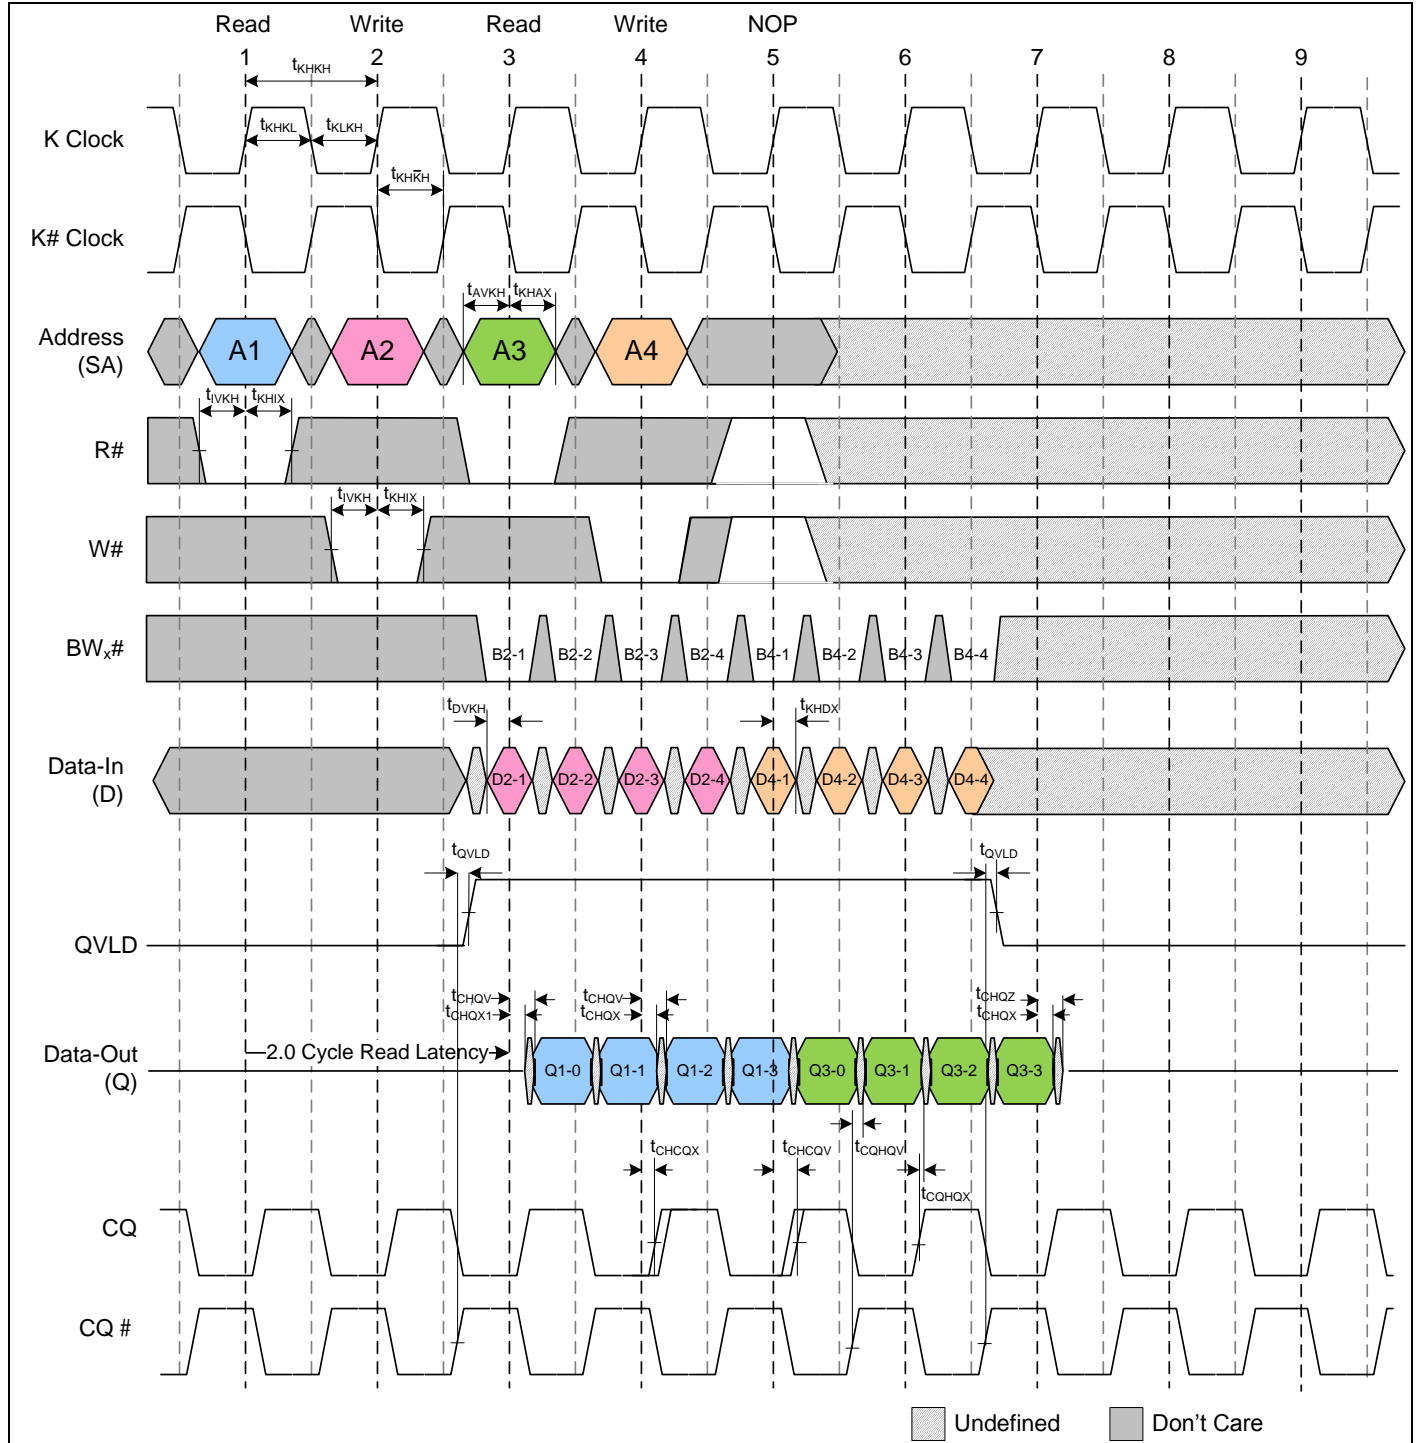 Read Write Read Write NOP
1 2 3 4 5 6 7 8 9
tKHKH
K Clock
tKHKL tKLKH
tKHK̅H
K# Clock
tAVKH tKHAX
Address
(SA)
A1 A2 A3 A4
tIVKH tKHIX
R#
tIVKH tKHIX
W#
BWx#
B2-1 B2-2 B2-3 B2-4 B4-1 B4-2 B4-3 B4-4
tDVKH tKHDX
Data-In
(D)
D2-1 D2-2 D2-3 D2-4 D4-1 D4-2 D4-3 D4-4
tQVLD tQVLD
QVLD
tCHQV tCHQV tCHQZ
tCHQX1 tCHQX tCHQX
Data-Out
(Q)
2.0 Cycle Read Latency
Q1-0 Q1-1 Q1-2 Q1-3 Q3-0 Q3-1 Q3-2 Q3-3
tCHCQX tCHCQV tCQHQV
tCQHQX
CQ
CQ #
Undefined Don't Care